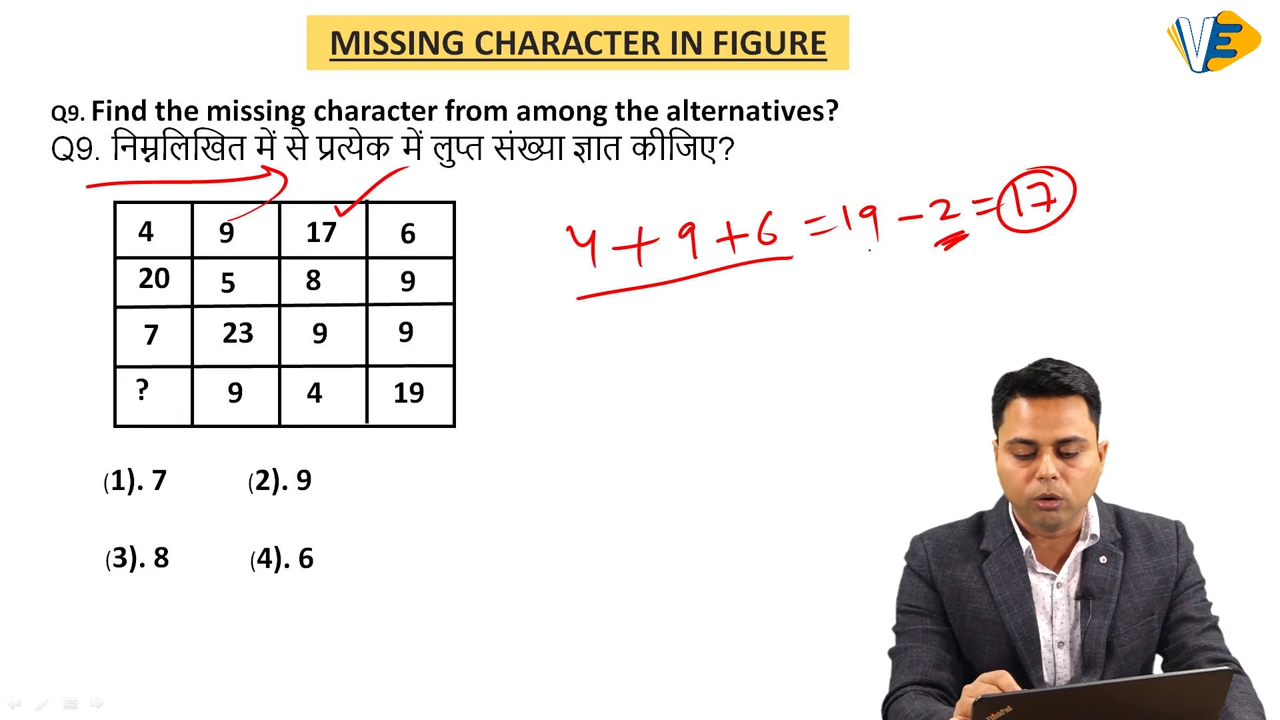 MISSING CHARACTER IN FIGURE
VE
Q9. Find the missing character from among the alternatives?
Q9. निम्नलिखित में से प्रत्येक में लुप्त संख्या ज्ञात कीजिए?
4 9 17 6
20 5 8 9
7 23 9 9
? 9 4 19
4 + 9 + 6 = 19 - 2 = 17
(1). 7 (2). 9
(3). 8 (4). 6